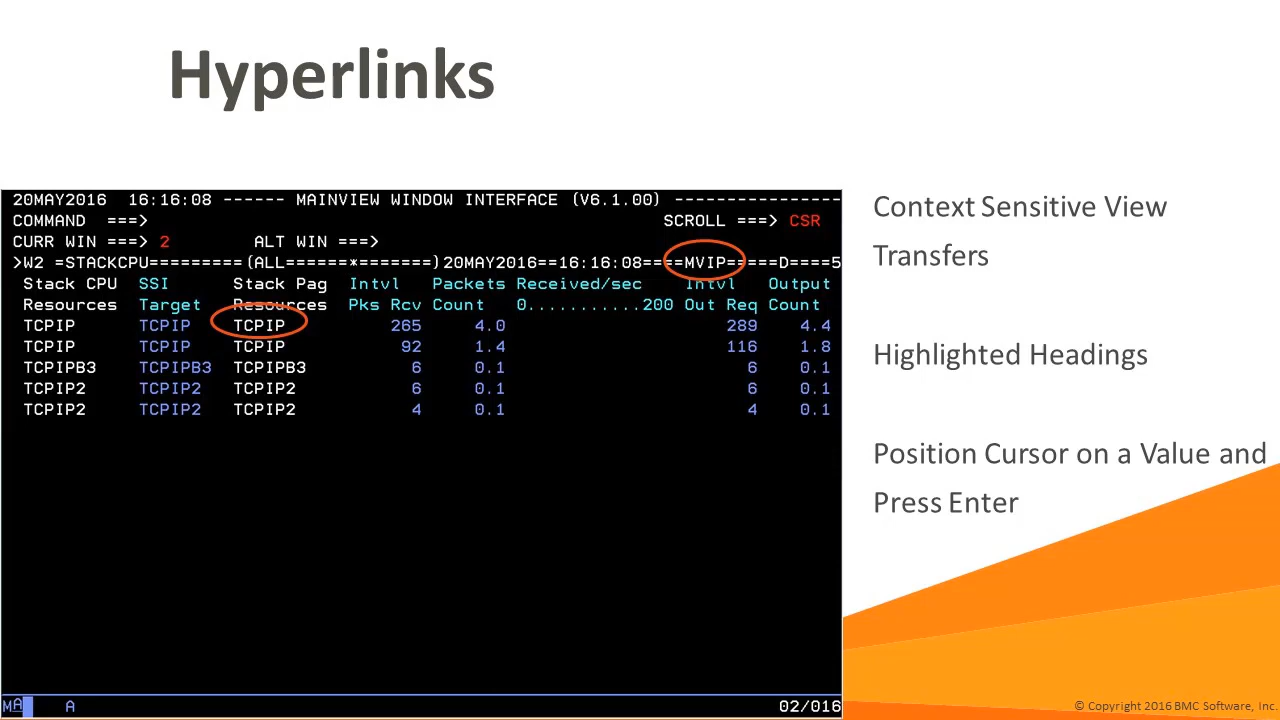 Hyperlinks
20MAY2016  16:16:08 ------ MAINVIEW WINDOW INTERFACE (V6.1.00) ----------------
COMMAND  ===>                                                 SCROLL ===> CSR
CURR WIN ===> 2        ALT WIN ===>
>W2 =STACKCPU=========(ALL======*=======)20MAY2016==16:16:08====MVIP=====D====5
Stack CPU  SSI      Stack Pag  Intvl   Packets Received/sec    Intvl   Output
Resources  Target   Resources  Pks Rcv Count   0...........200 Out Req Count
TCPIP      TCPIP    TCPIP          265     4.0                     289    4.4
TCPIP      TCPIP    TCPIP           92     1.4                     116    1.8
TCPIPB3    TCPIPB3  TCPIPB3          6     0.1                       6    0.1
TCPIP2     TCPIP2   TCPIP2           6     0.1                       6    0.1
TCPIP2     TCPIP2   TCPIP2           4     0.1                       4    0.1
MA    A    02/016
Context Sensitive View
Transfers
Highlighted Headings
Position Cursor on a Value and
Press Enter
© Copyright 2016 BMC Software, Inc.